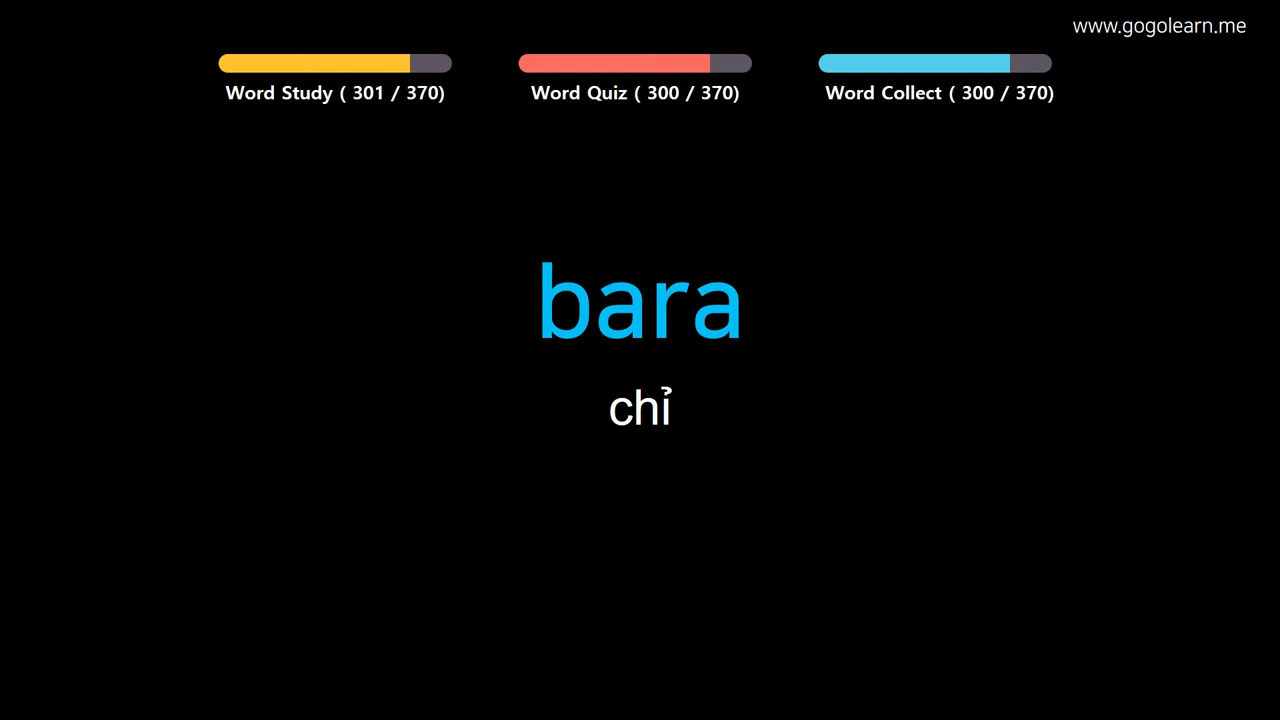 www.gogolearn.me
Word Study ( 301 / 370)
Word Quiz ( 300 / 370)
Word Collect ( 300 / 370)
bara
chỉ